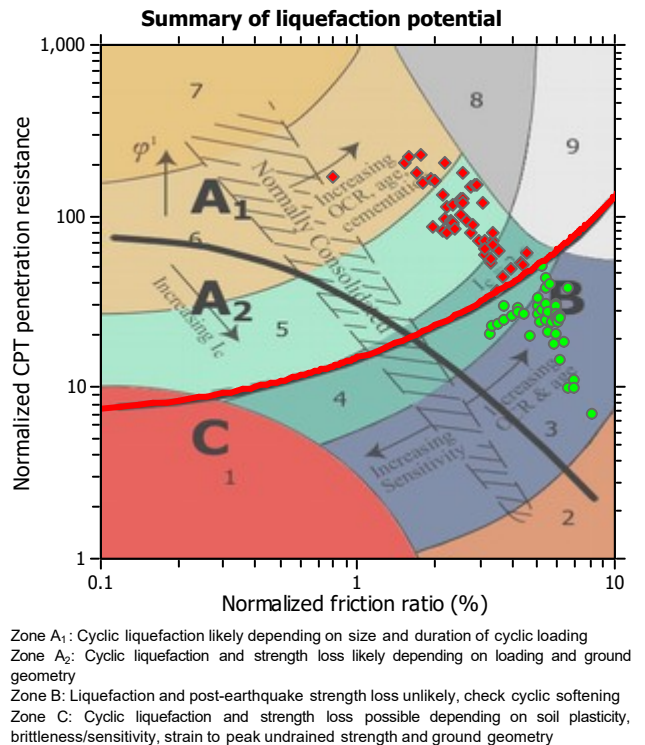 Summary of liquefaction potential
Normalized CPT penetration resistance
1,000
100
10
1
7
8
9
φ'
A1
Increasing
OCR, age,
cementation
Normally Consolidated
6
A2
Increasing Ic
5
B
4
Increasing
OCR & age
3
C
1
Increasing
Sensitivity
2
0.1
1
10
Normalized friction ratio (%)
Zone A1: Cyclic liquefaction likely depending on size and duration of cyclic loading
Zone A2: Cyclic liquefaction and strength loss likely depending on loading and ground
geometry
Zone B: Liquefaction and post-earthquake strength loss unlikely, check cyclic softening
Zone C: Cyclic liquefaction and strength loss possible depending on soil plasticity,
brittleness/sensitivity, strain to peak undrained strength and ground geometry